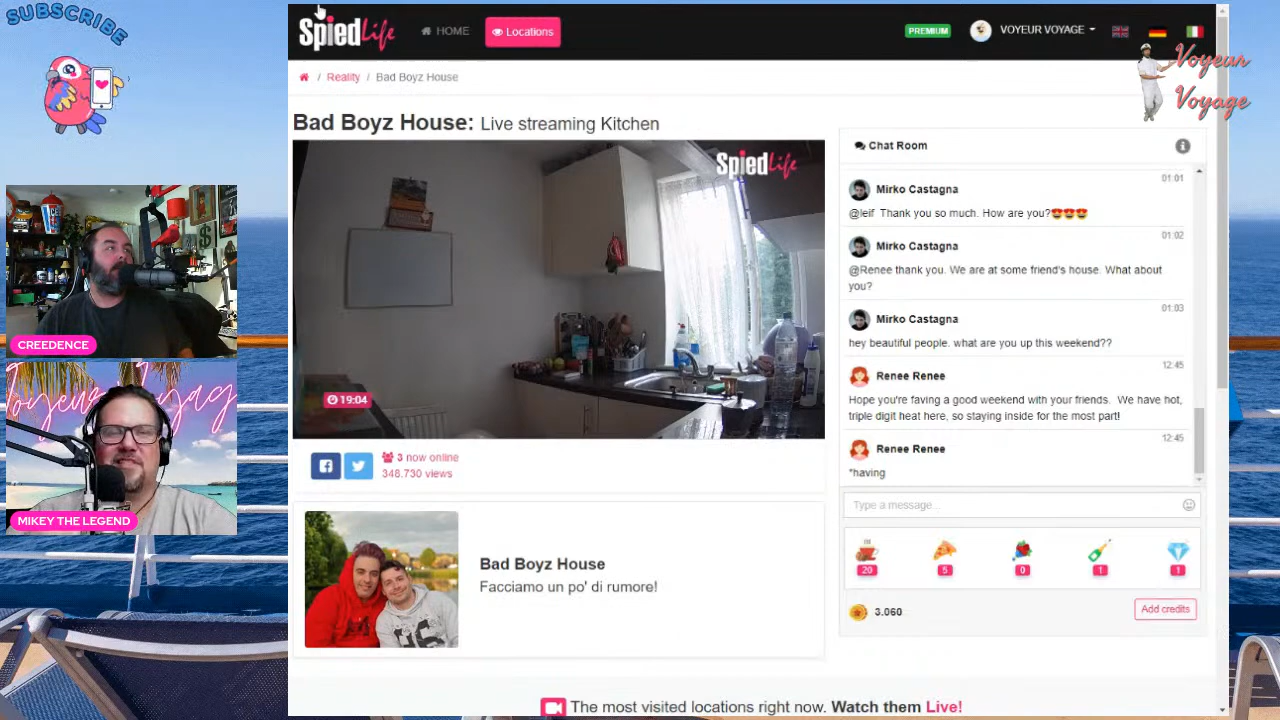 SUBSCRIBE
CREEDENCE
MIKEY THE LEGEND
SpiedLife
HOME
Locations
PREMIUM
VOYEUR VOYAGE
Voyeur
Voyage
/ Reality / Bad Boyz House
Bad Boyz House: Live streaming Kitchen
SpiedLife
19:04
3 now online
348.730 views
Bad Boyz House
Facciamo un po' di rumore!
Chat Room
01:01
Mirko Castagna
@leif Thank you so much. How are you?😍😍😍
01:02
Mirko Castagna
@Renee thank you. We are at some friend's house. What about
you?
01:03
Mirko Castagna
hey beautiful people. what are you up this weekend??
12:45
Renee Renee
Hope you're faving a good weekend with your friends. We have hot,
triple digit heat here, so staying inside for the most part!
12:45
Renee Renee
*having
Type a message...
20 5 0 1 1
3.060
Add credits
The most visited locations right now. Watch them Live!